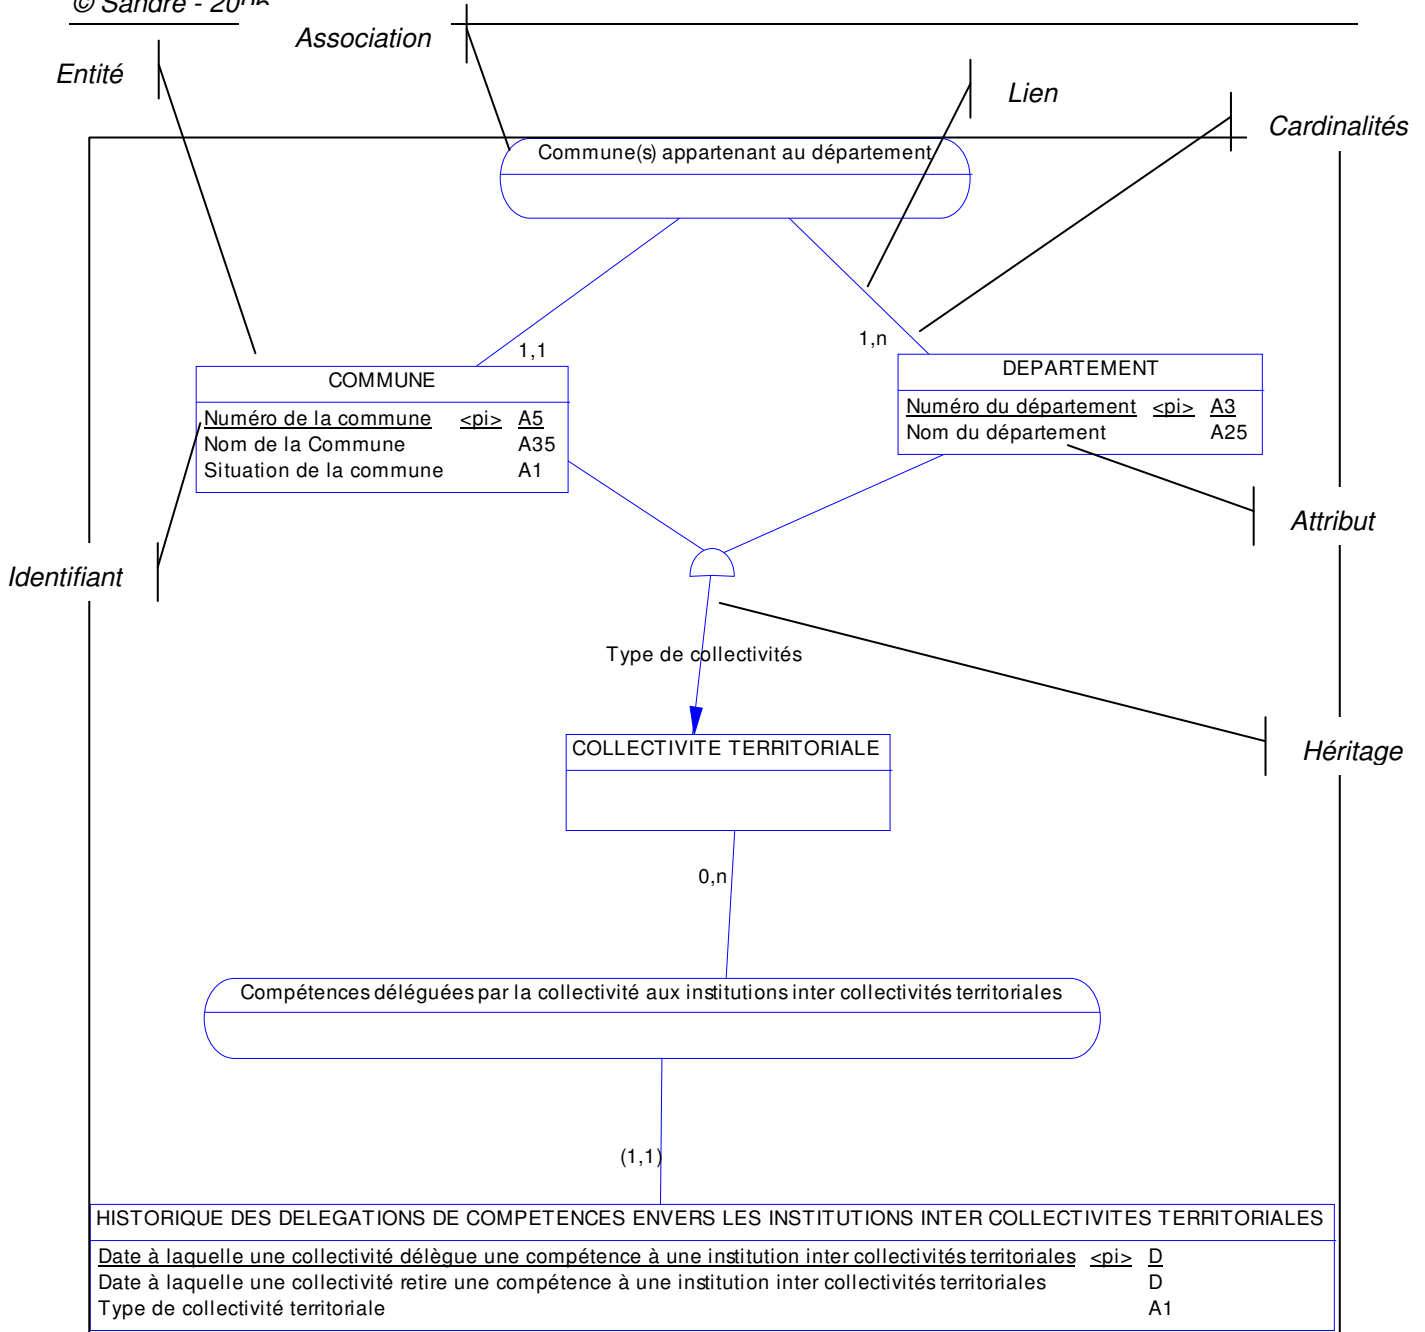 © Sandre - 2006
Association
Entité
Lien
Cardinalités
Commune(s) appartenant au département
1,1
1,n
COMMUNE
Numéro de la commune <pi> A5
Nom de la Commune A35
Situation de la commune A1
DEPARTEMENT
Numéro du département <pi> A3
Nom du département A25
Attribut
Identifiant
Type de collectivités
COLLECTIVITE TERRITORIALE
Héritage
0,n
Compétences déléguées par la collectivité aux institutions inter collectivités territoriales
(1,1)
HISTORIQUE DES DELEGATIONS DE COMPETENCES ENVERS LES INSTITUTIONS INTER COLLECTIVITES TERRITORIALES
Date à laquelle une collectivité délègue une compétence à une institution inter collectivités territoriales <pi> D
Date à laquelle une collectivité retire une compétence à une institution inter collectivités territoriales D
Type de collectivité territoriale A1